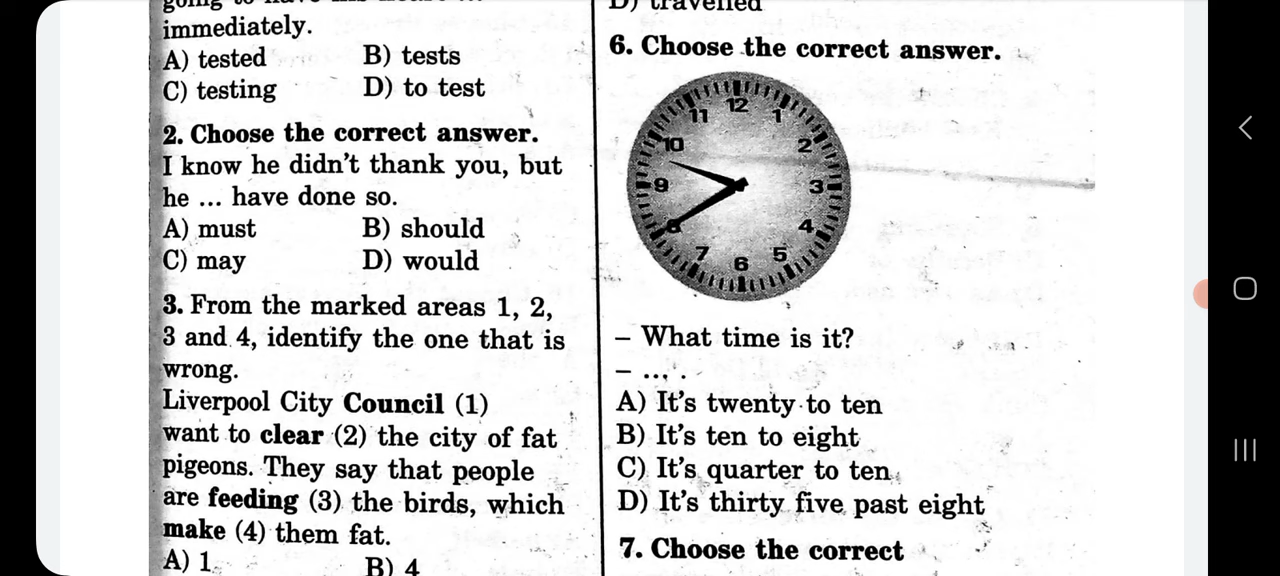 immediately.
A) tested B) tests
C) testing D) to test
2. Choose the correct answer.
I know he didn't thank you, but
he ... have done so.
A) must B) should
C) may D) would
3. From the marked areas 1, 2,
3 and 4, identify the one that is
wrong.
Liverpool City Council (1)
want to clear (2) the city of fat
pigeons. They say that people
are feeding (3) the birds, which
make (4) them fat.
A) 1 B) 4
D) travelled
6. Choose the correct answer.
12
11 1
10 2
9 3
8 4
7 5
6
– What time is it?
– ... .
A) It's twenty to ten
B) It's ten to eight
C) It's quarter to ten
D) It's thirty five past eight
7. Choose the correct